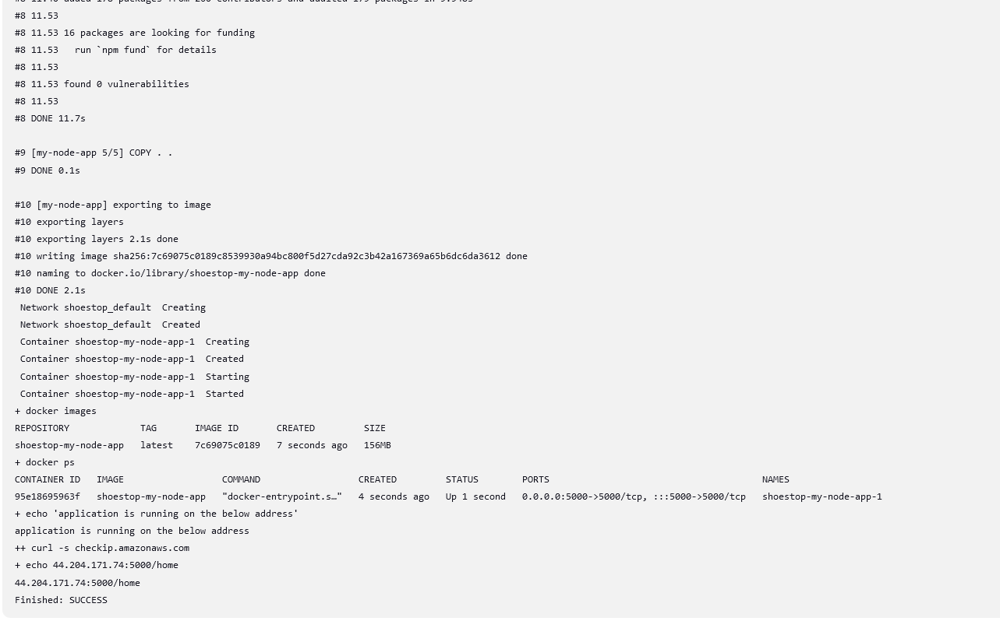 #8 11.53
#8 11.53 16 packages are looking for funding
#8 11.53   run `npm fund` for details
#8 11.53
#8 11.53 found 0 vulnerabilities
#8 11.53
#8 DONE 11.7s
#9 [my-node-app 5/5] COPY . .
#9 DONE 0.1s
#10 [my-node-app] exporting to image
#10 exporting layers
#10 exporting layers 2.1s done
#10 writing image sha256:7c69075c0189c8539930a94bc800f5d27cda92c3b42a167369a65b6dc6da3612 done
#10 naming to docker.io/library/shoestop-my-node-app done
#10 DONE 2.1s
 Network shoestop_default  Creating
 Network shoestop_default  Created
 Container shoestop-my-node-app-1  Creating
 Container shoestop-my-node-app-1  Created
 Container shoestop-my-node-app-1  Starting
 Container shoestop-my-node-app-1  Started
+ docker images
REPOSITORY             TAG       IMAGE ID       CREATED         SIZE
shoestop-my-node-app   latest    7c69075c0189   7 seconds ago   156MB
+ docker ps
CONTAINER ID   IMAGE                  COMMAND                  CREATED         STATUS        PORTS                                       NAMES
95e18695963f   shoestop-my-node-app   "docker-entrypoint.s…"   4 seconds ago   Up 1 second   0.0.0.0:5000->5000/tcp, :::5000->5000/tcp   shoestop-my-node-app-1
+ echo 'application is running on the below address'
application is running on the below address
++ curl -s checkip.amazonaws.com
+ echo 44.204.171.74:5000/home
44.204.171.74:5000/home
Finished: SUCCESS